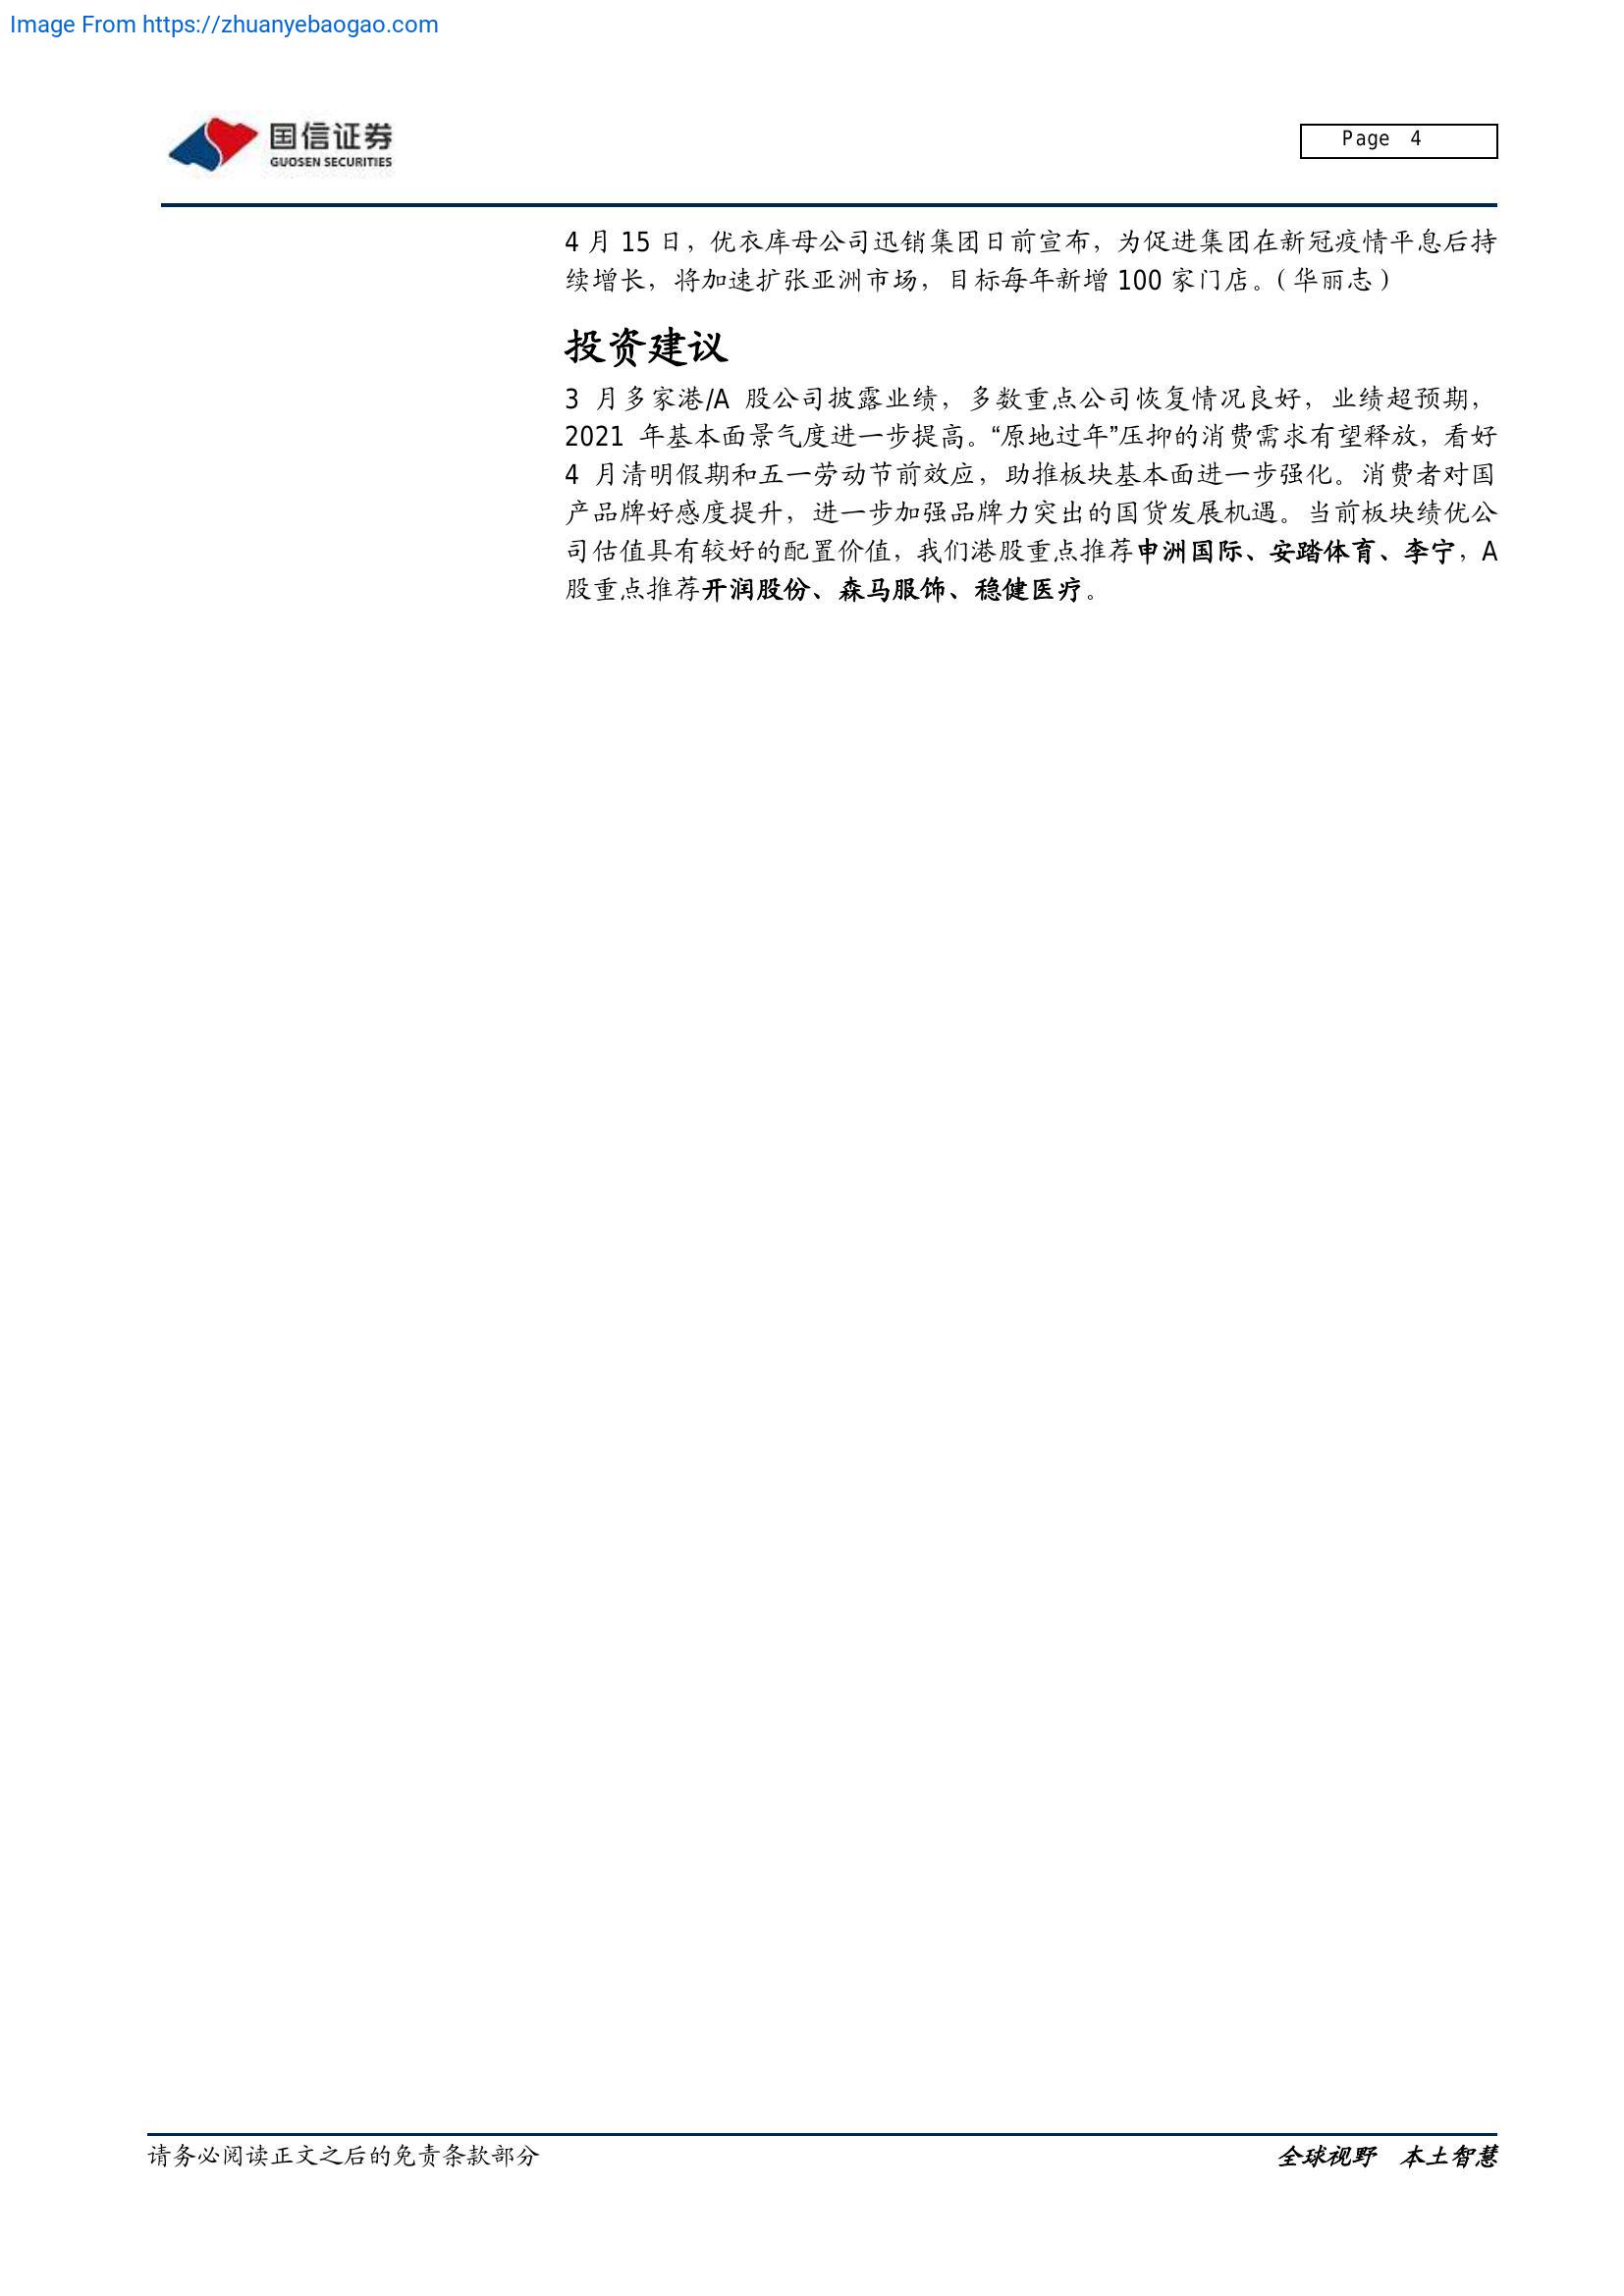 Image From https://zhuanyebaogao.com
国信证券
GUOSEN SECURITIES
Page 4
4 月 15 日，优衣库母公司迅销集团日前宣布，为促进集团在新冠疫情平息后持
续增长，将加速扩张亚洲市场，目标每年新增 100 家门店。（华丽志）
投资建议
3 月多家港/A 股公司披露业绩，多数重点公司恢复情况良好，业绩超预期，
2021 年基本面景气度进一步提高。“原地过年”压抑的消费需求有望释放，看好
4 月清明假期和五一劳动节前效应，助推板块基本面进一步强化。消费者对国
产品牌好感度提升，进一步加强品牌力突出的国货发展机遇。当前板块绩优公
司估值具有较好的配置价值，我们港股重点推荐申洲国际、安踏体育、李宁，A
股重点推荐开润股份、森马服饰、稳健医疗。
请务必阅读正文之后的免责条款部分
全球视野 本土智慧